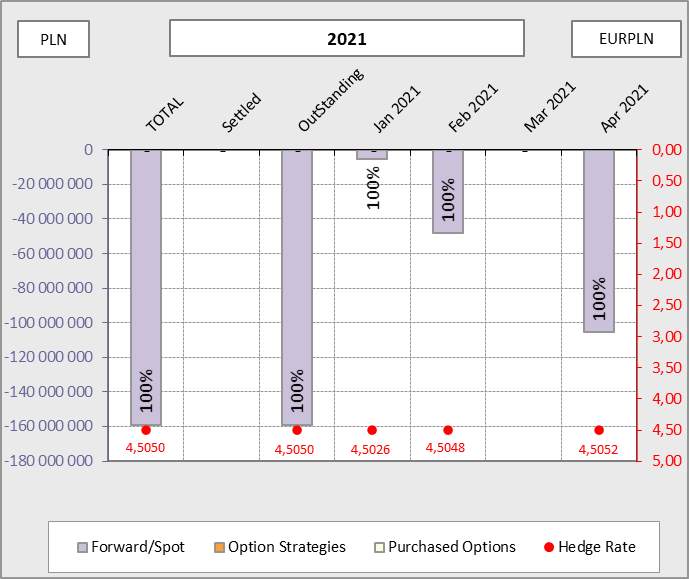 PLN
2021
EURPLN
TOTAL
Settled
OutStanding
Jan 2021
Feb 2021
Mar 2021
Apr 2021
0
-20 000 000
-40 000 000
-60 000 000
-80 000 000
-100 000 000
-120 000 000
-140 000 000
-160 000 000
-180 000 000
100%
100%
100%
100%
100%
4,5050
4,5050
4,5026
4,5048
4,5052
0,00
0,50
1,00
1,50
2,00
2,50
3,00
3,50
4,00
4,50
5,00
Forward/Spot
Option Strategies
Purchased Options
Hedge Rate